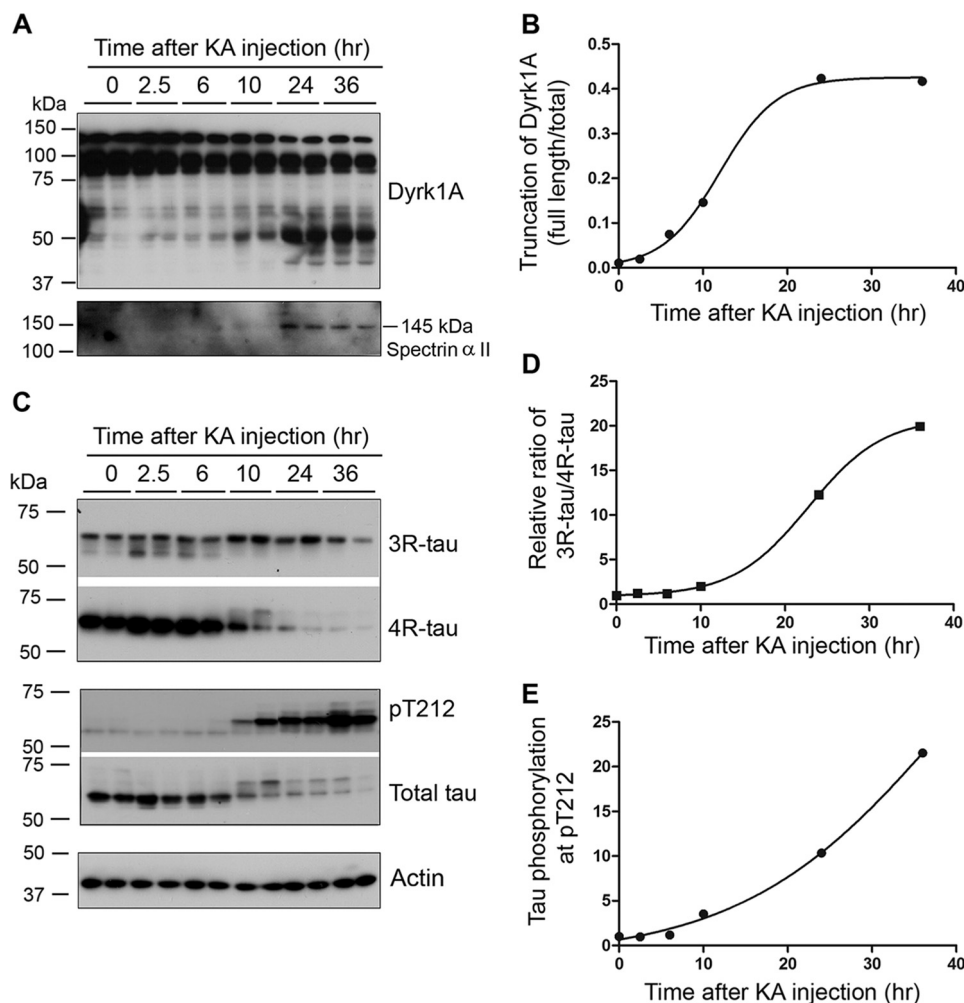 A
Time after KA injection (hr)
0 2.5 6 10 24 36
kDa
150
100
75
50
37
Dyrk1A
150
100
145 kDa
Spectrin α II
B
Truncation of Dyrk1A
(full length/total)
0.5
0.4
0.3
0.2
0.1
0.0
0 10 20 30 40
Time after KA injection (hr)
C
Time after KA injection (hr)
0 2.5 6 10 24 36
kDa
75
50
3R-tau
75
50
4R-tau
75
50
pT212
75
50
Total tau
50
37
Actin
D
Relative ratio of
3R-tau/4R-tau
25
20
15
10
5
0
0 10 20 30 40
Time after KA injection (hr)
E
Tau phosphorylation
at pT212
25
20
15
10
5
0
0 10 20 30 40
Time after KA injection (hr)